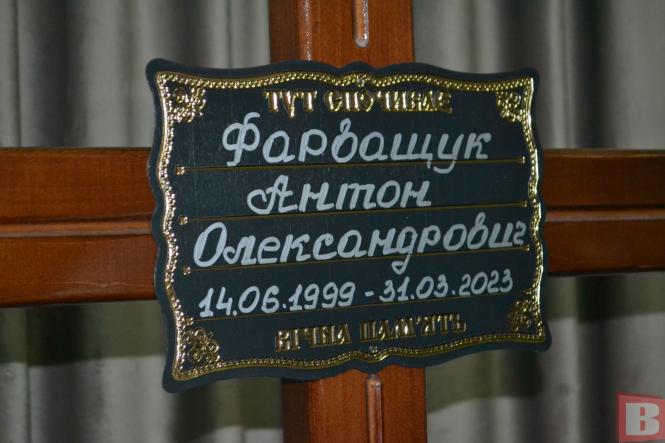 ТУТ СПОЧИВАЄ
Фарващук
Антон
Олександрович
14.06.1999 - 31.03.2023
ВІЧНА ПАМ'ЯТЬ
В